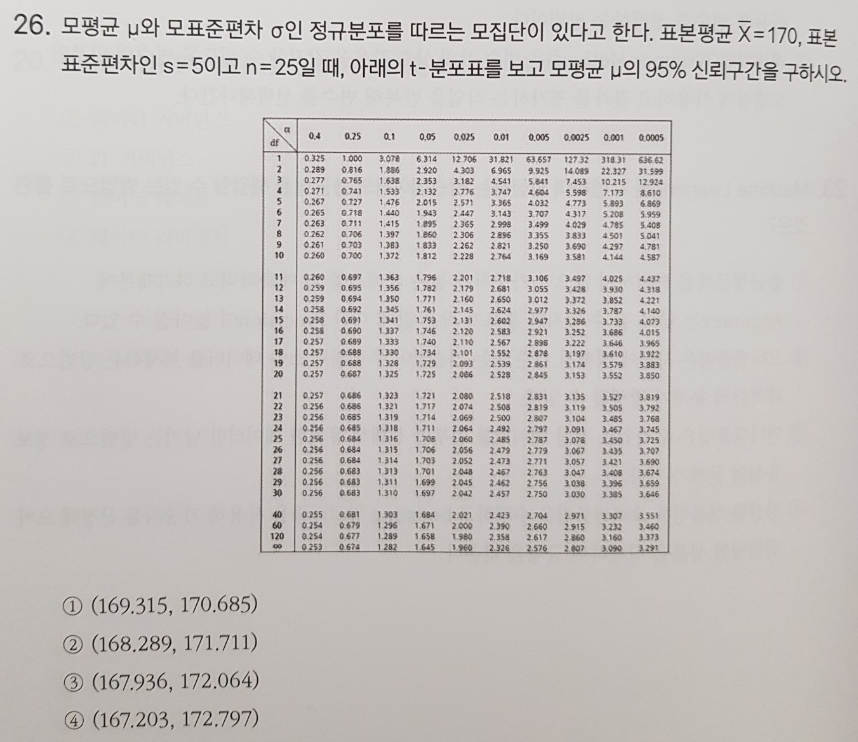 26. 모평균 μ와 모표준편차 σ인 정규분포를 따르는 모집단이 있다고 한다. 표본평균 X̅=170, 표본
표준편차인 s=5이고 n=25일 때, 아래의 t-분포표를 보고 모평균 μ의 95% 신뢰구간을 구하시오.
df α 0.4 0.25 0.1 0.05 0.025 0.01 0.005 0.0025 0.001 0.0005
1 0.325 1.000 3.078 6.314 12.706 31.821 63.657 127.32 318.31 636.62
2 0.289 0.816 1.886 2.920 4.303 6.965 9.925 14.089 22.327 31.599
3 0.277 0.765 1.638 2.353 3.182 4.541 5.841 7.453 10.215 12.924
4 0.271 0.741 1.533 2.132 2.776 3.747 4.604 5.598 7.173 8.610
5 0.267 0.727 1.476 2.015 2.571 3.365 4.032 4.773 5.893 6.869
6 0.265 0.718 1.440 1.943 2.447 3.143 3.707 4.317 5.208 5.959
7 0.263 0.711 1.415 1.895 2.365 2.998 3.499 4.029 4.785 5.408
8 0.262 0.706 1.397 1.860 2.306 2.896 3.355 3.833 4.501 5.041
9 0.261 0.703 1.383 1.833 2.262 2.821 3.250 3.690 4.297 4.781
10 0.260 0.700 1.372 1.812 2.228 2.764 3.169 3.581 4.144 4.587
11 0.260 0.697 1.363 1.796 2.201 2.718 3.106 3.497 4.025 4.437
12 0.259 0.695 1.356 1.782 2.179 2.681 3.055 3.428 3.930 4.318
13 0.259 0.694 1.350 1.771 2.160 2.650 3.012 3.372 3.852 4.221
14 0.258 0.692 1.345 1.761 2.145 2.624 2.977 3.326 3.787 4.140
15 0.258 0.691 1.341 1.753 2.131 2.602 2.947 3.286 3.733 4.073
16 0.258 0.690 1.337 1.746 2.120 2.583 2.921 3.252 3.686 4.015
17 0.257 0.689 1.333 1.740 2.110 2.567 2.898 3.222 3.646 3.965
18 0.257 0.688 1.330 1.734 2.101 2.552 2.878 3.197 3.610 3.922
19 0.257 0.688 1.328 1.729 2.093 2.539 2.861 3.174 3.579 3.883
20 0.257 0.687 1.325 1.725 2.086 2.528 2.845 3.153 3.552 3.850
21 0.257 0.686 1.323 1.721 2.080 2.518 2.831 3.135 3.527 3.819
22 0.256 0.686 1.321 1.717 2.074 2.508 2.819 3.119 3.505 3.792
23 0.256 0.685 1.319 1.714 2.069 2.500 2.807 3.104 3.485 3.768
24 0.256 0.685 1.318 1.711 2.064 2.492 2.797 3.091 3.467 3.745
25 0.256 0.684 1.316 1.708 2.060 2.485 2.787 3.078 3.450 3.725
26 0.256 0.684 1.315 1.706 2.056 2.479 2.779 3.067 3.435 3.707
27 0.256 0.684 1.314 1.703 2.052 2.473 2.771 3.057 3.421 3.690
28 0.256 0.683 1.313 1.701 2.048 2.467 2.763 3.047 3.408 3.674
29 0.256 0.683 1.311 1.699 2.045 2.462 2.756 3.038 3.396 3.659
30 0.256 0.683 1.310 1.697 2.042 2.457 2.750 3.030 3.385 3.646
40 0.255 0.681 1.303 1.684 2.021 2.423 2.704 2.971 3.307 3.551
60 0.254 0.679 1.296 1.671 2.000 2.390 2.660 2.915 3.232 3.460
120 0.254 0.677 1.289 1.658 1.980 2.358 2.617 2.860 3.160 3.373
∞ 0.253 0.674 1.282 1.645 1.960 2.326 2.576 2.807 3.090 3.291
① (169.315, 170.685)
② (168.289, 171.711)
③ (167.936, 172.064)
④ (167.203, 172.797)